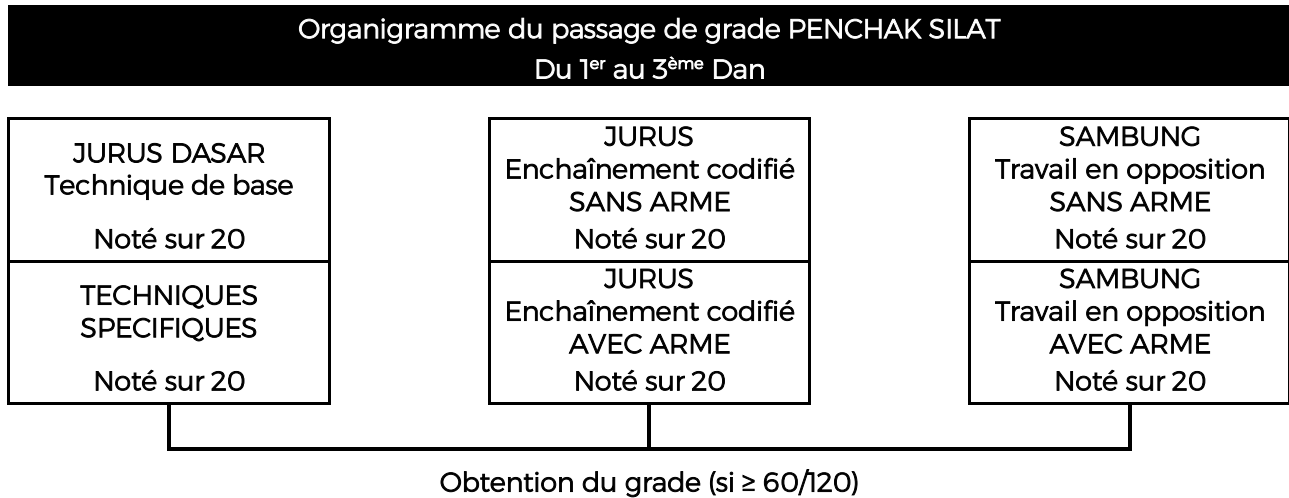 Organigramme du passage de grade PENCHAK SILAT
Du 1er au 3ème Dan
JURUS DASAR
Technique de base
Noté sur 20
TECHNIQUES
SPECIFIQUES
Noté sur 20
JURUS
Enchaînement codifié
SANS ARME
Noté sur 20
JURUS
Enchaînement codifié
AVEC ARME
Noté sur 20
SAMBUNG
Travail en opposition
SANS ARME
Noté sur 20
SAMBUNG
Travail en opposition
AVEC ARME
Noté sur 20
Obtention du grade (si ≥ 60/120)